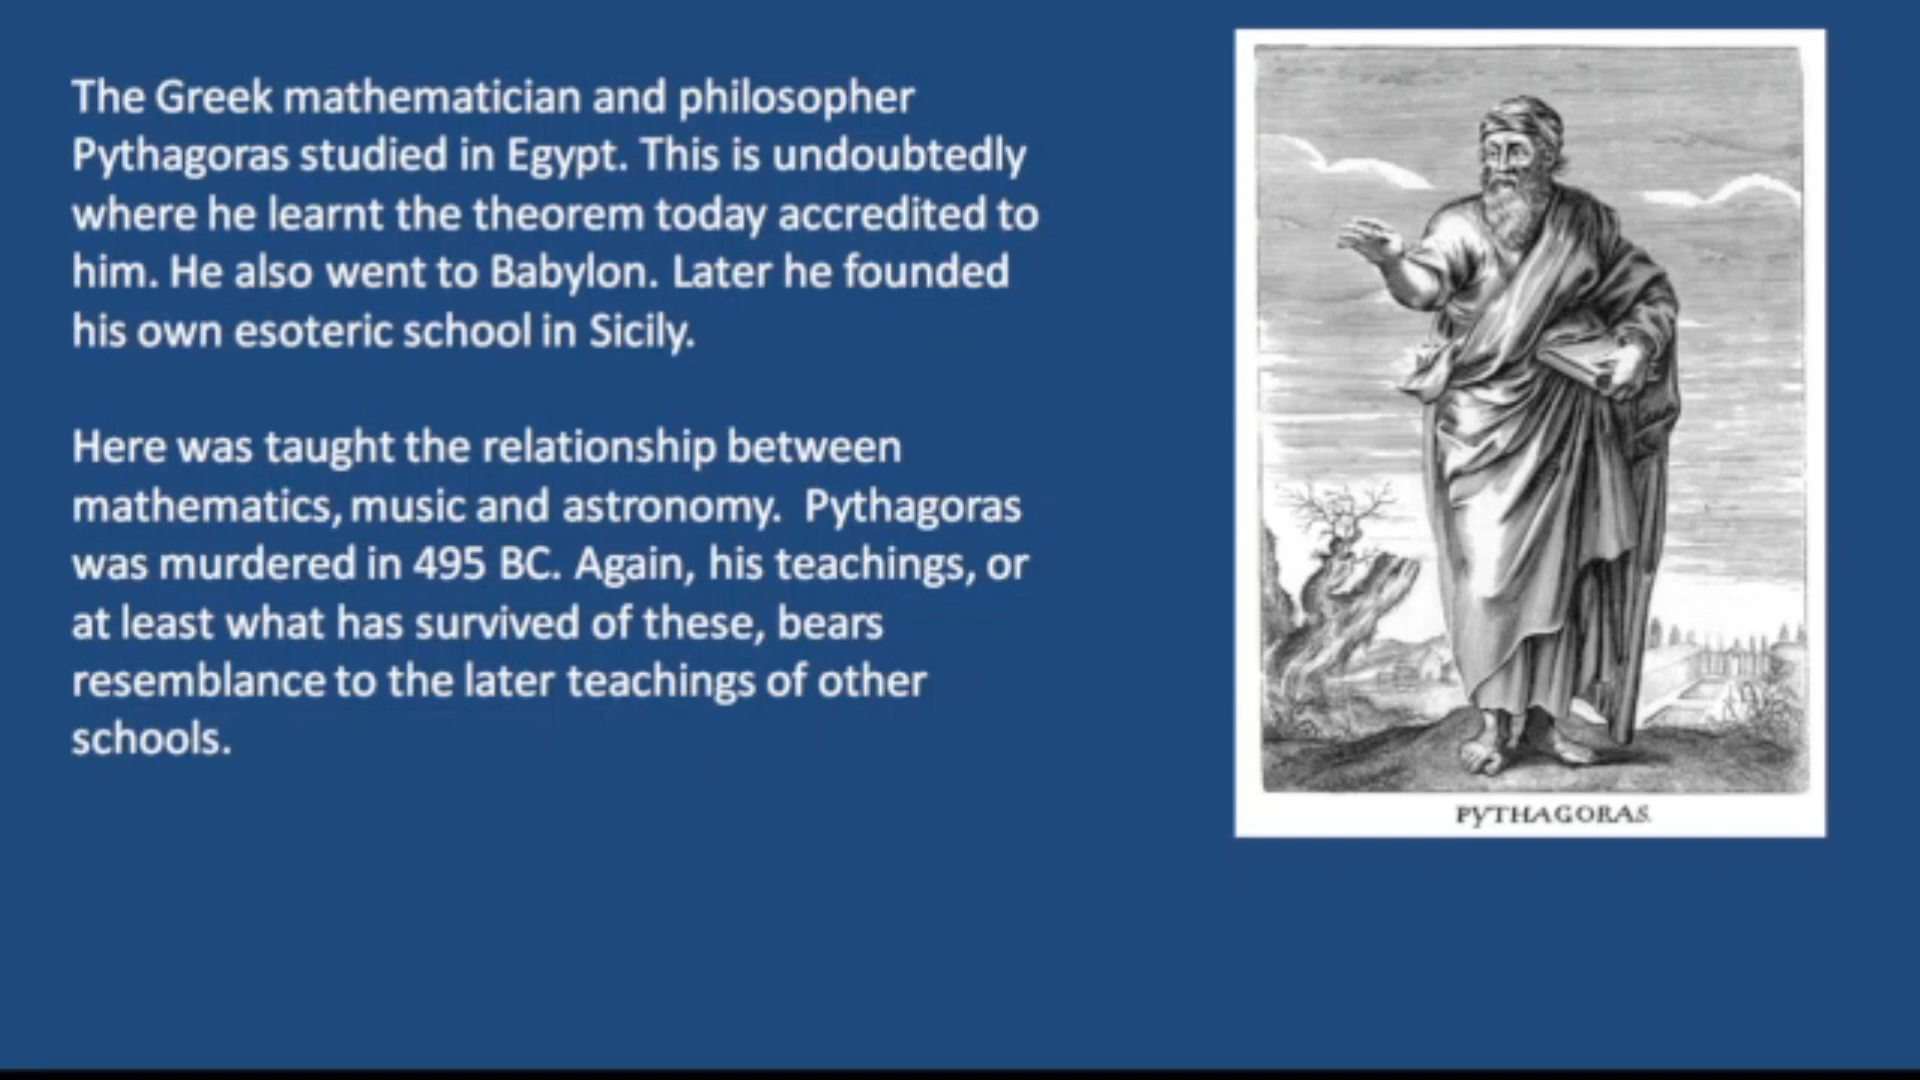 The Greek mathematician and philosopher
Pythagoras studied in Egypt. This is undoubtedly
where he learnt the theorem today accredited to
him. He also went to Babylon. Later he founded
his own esoteric school in Sicily.
Here was taught the relationship between
mathematics, music and astronomy. Pythagoras
was murdered in 495 BC. Again, his teachings, or
at least what has survived of these, bears
resemblance to the later teachings of other
schools.
PYTHAGORAS